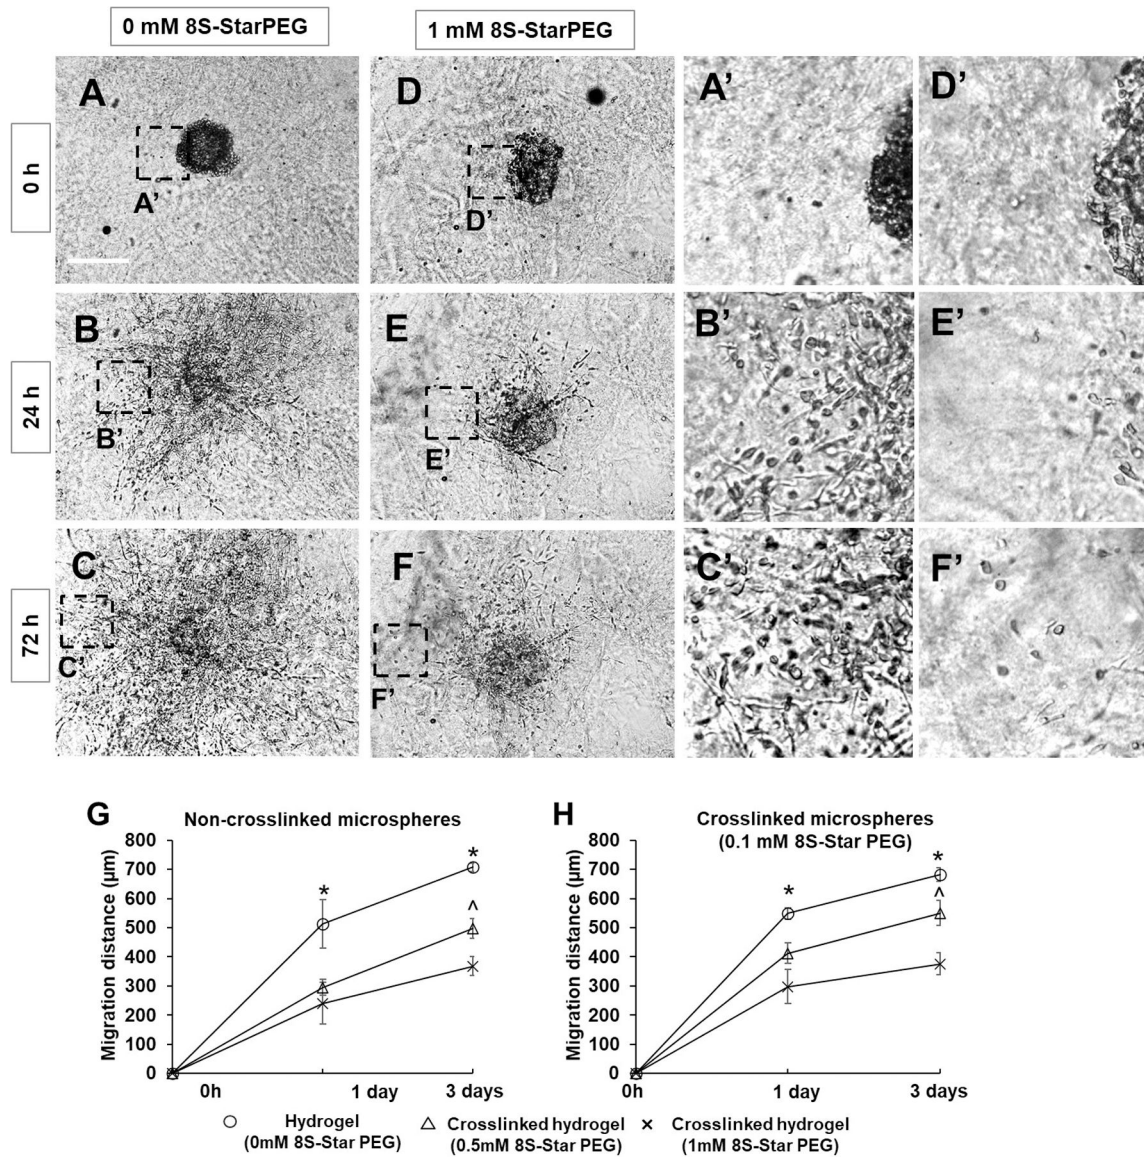 0 mM 8S-StarPEG
1 mM 8S-StarPEG
0 h
A
A’
D
D’
A’
D’
24 h
B
B’
E
E’
B’
E’
72 h
C
C’
F
F’
C’
F’
G
Non-crosslinked microspheres
Migration distance (µm)
800
700
600
500
400
300
200
100
0
0h
1 day
3 days
*
*
^
H
Crosslinked microspheres
(0.1 mM 8S-Star PEG)
Migration distance (µm)
800
700
600
500
400
300
200
100
0
0h
1 day
3 days
*
*
^
Hydrogel
(0mM 8S-Star PEG)
Crosslinked hydrogel
(0.5mM 8S-Star PEG)
Crosslinked hydrogel
(1mM 8S-Star PEG)